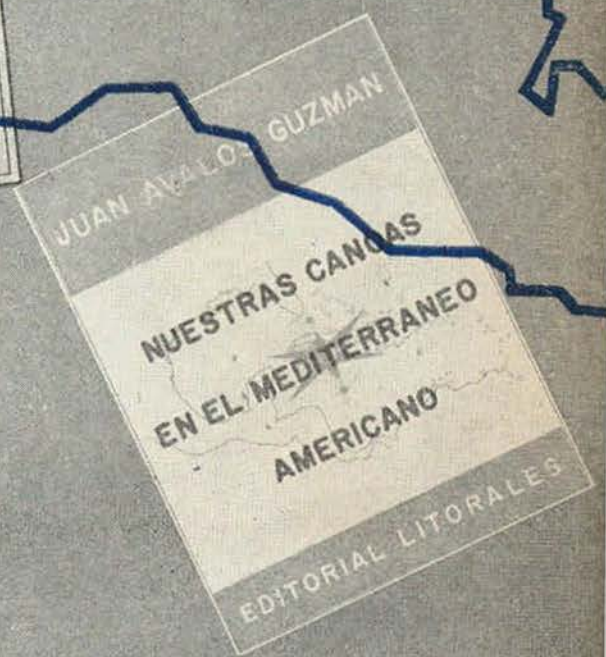 JUAN AVALOS GUZMAN
NUESTRAS CANOAS
EN EL MEDITERRANEO
AMERICANO
EDITORIAL LITORALES